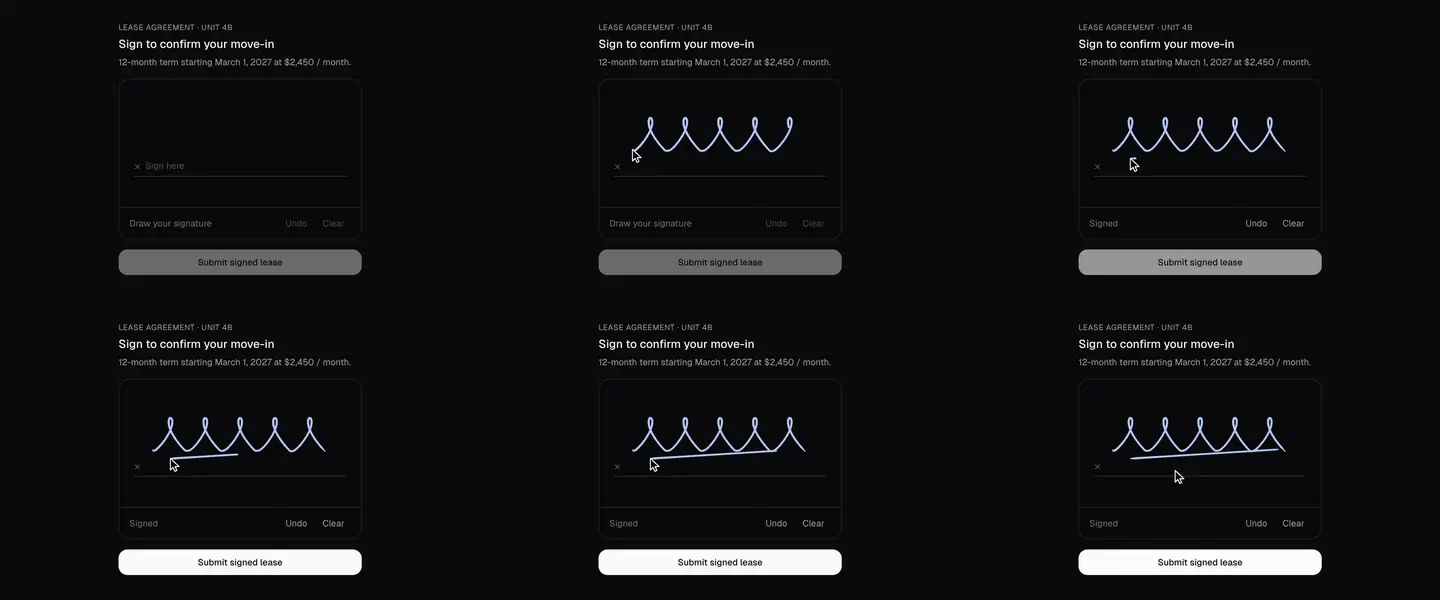 LEASE AGREEMENT · UNIT 4B
Sign to confirm your move-in
12-month term starting March 1, 2027 at $2,450 / month.
× Sign here
Draw your signature Undo Clear
Submit signed lease
LEASE AGREEMENT · UNIT 4B
Sign to confirm your move-in
12-month term starting March 1, 2027 at $2,450 / month.
×
Draw your signature Undo Clear
Submit signed lease
LEASE AGREEMENT · UNIT 4B
Sign to confirm your move-in
12-month term starting March 1, 2027 at $2,450 / month.
×
Signed Undo Clear
Submit signed lease
LEASE AGREEMENT · UNIT 4B
Sign to confirm your move-in
12-month term starting March 1, 2027 at $2,450 / month.
×
Signed Undo Clear
Submit signed lease
LEASE AGREEMENT · UNIT 4B
Sign to confirm your move-in
12-month term starting March 1, 2027 at $2,450 / month.
×
Signed Undo Clear
Submit signed lease
LEASE AGREEMENT · UNIT 4B
Sign to confirm your move-in
12-month term starting March 1, 2027 at $2,450 / month.
×
Signed Undo Clear
Submit signed lease